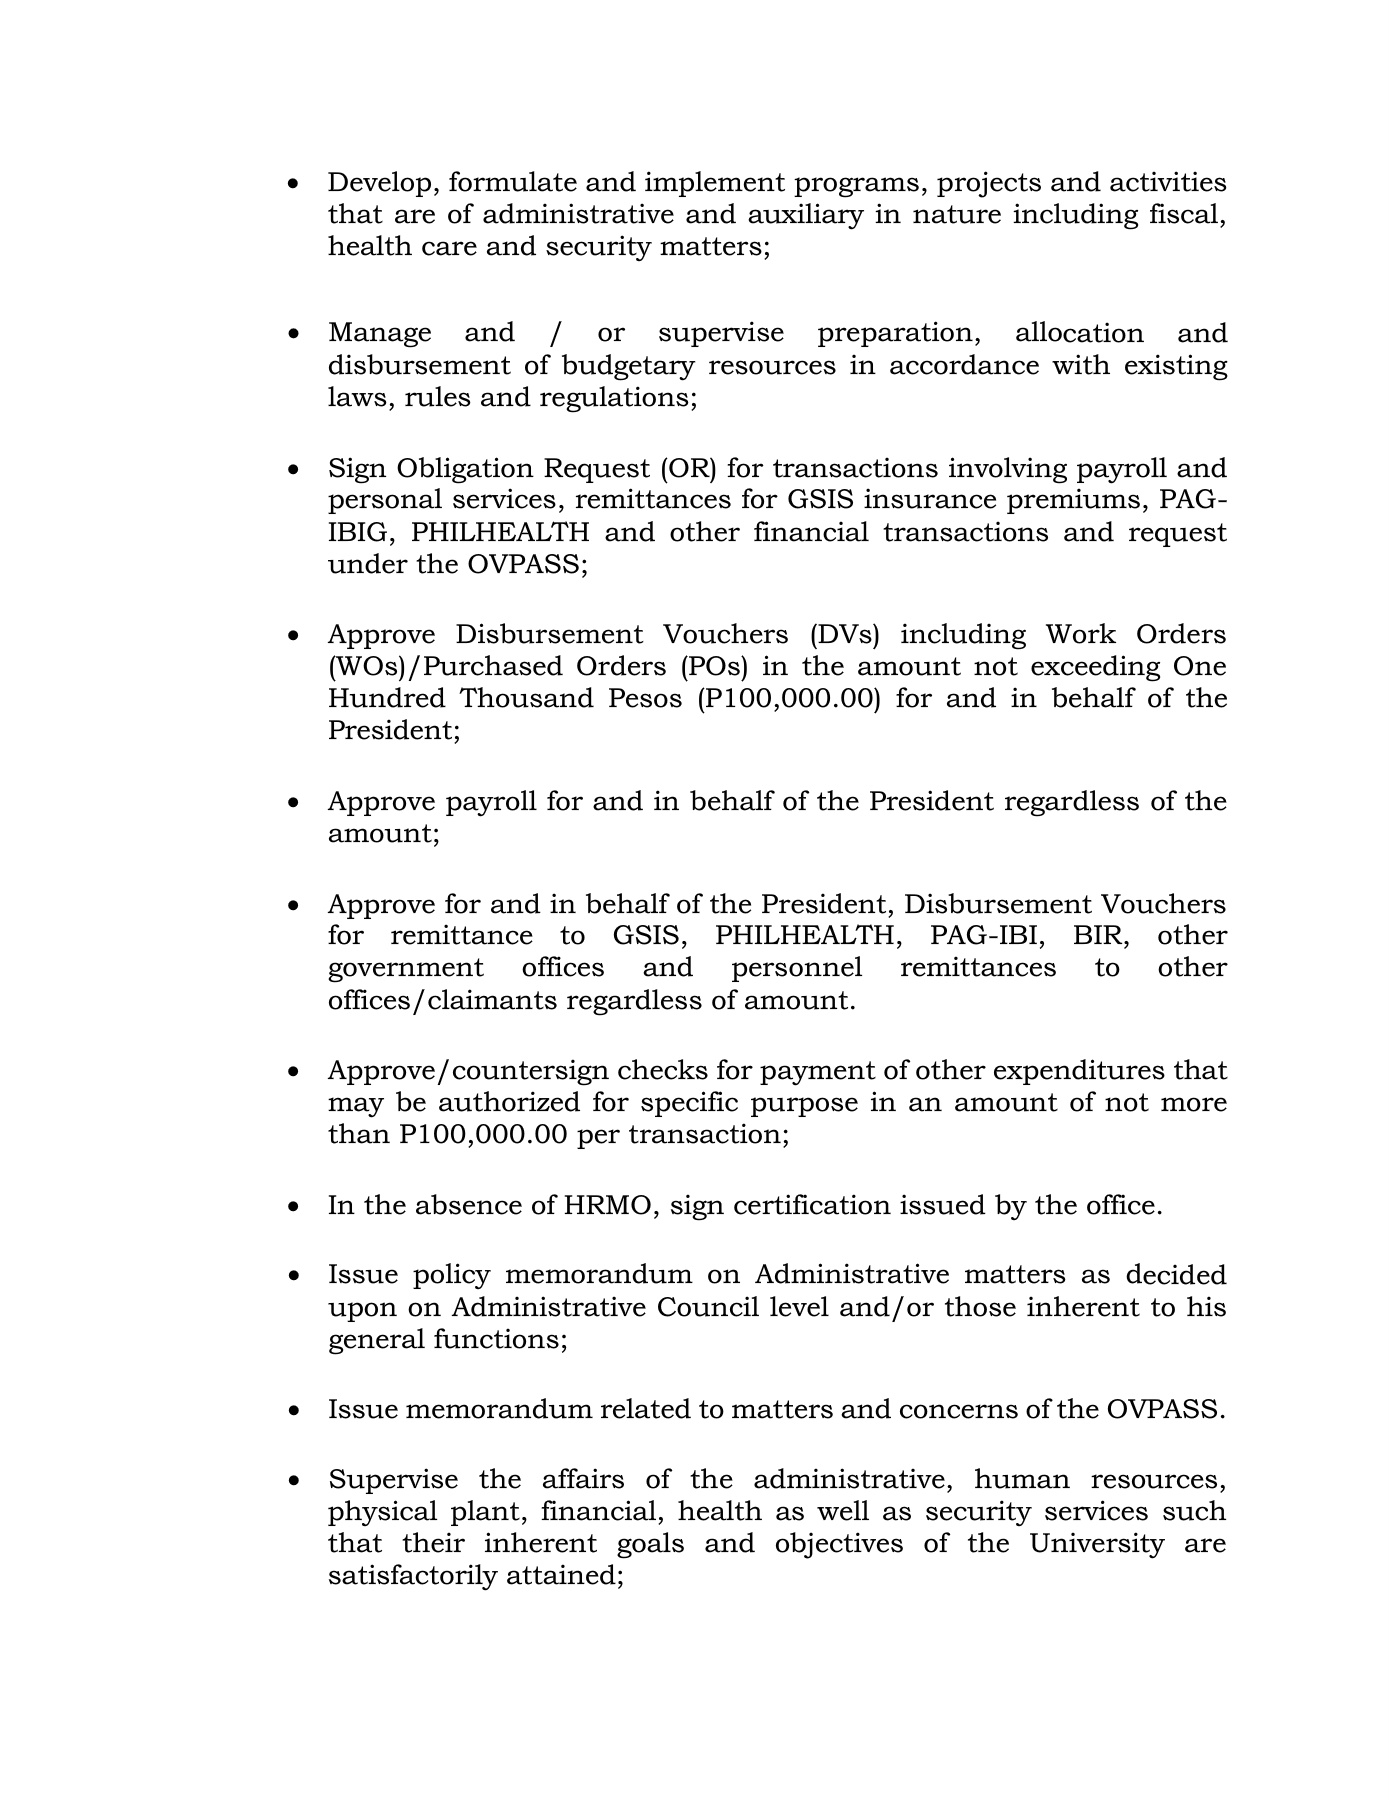 • Develop, formulate and implement programs, projects and activities
that are of administrative and auxiliary in nature including fiscal,
health care and security matters;
• Manage and / or supervise preparation, allocation and
disbursement of budgetary resources in accordance with existing
laws, rules and regulations;
• Sign Obligation Request (OR) for transactions involving payroll and
personal services, remittances for GSIS insurance premiums, PAG-
IBIG, PHILHEALTH and other financial transactions and request
under the OVPASS;
• Approve Disbursement Vouchers (DVs) including Work Orders
(WOs)/Purchased Orders (POs) in the amount not exceeding One
Hundred Thousand Pesos (P100,000.00) for and in behalf of the
President;
• Approve payroll for and in behalf of the President regardless of the
amount;
• Approve for and in behalf of the President, Disbursement Vouchers
for remittance to GSIS, PHILHEALTH, PAG-IBI, BIR, other
government offices and personnel remittances to other
offices/claimants regardless of amount.
• Approve/countersign checks for payment of other expenditures that
may be authorized for specific purpose in an amount of not more
than P100,000.00 per transaction;
• In the absence of HRMO, sign certification issued by the office.
• Issue policy memorandum on Administrative matters as decided
upon on Administrative Council level and/or those inherent to his
general functions;
• Issue memorandum related to matters and concerns of the OVPASS.
• Supervise the affairs of the administrative, human resources,
physical plant, financial, health as well as security services such
that their inherent goals and objectives of the University are
satisfactorily attained;